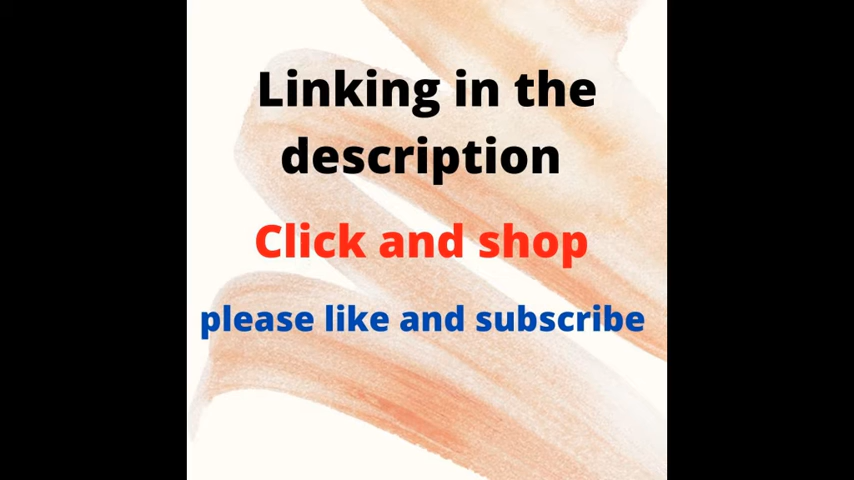 Linking in the
description
Click and shop
please like and subscribe